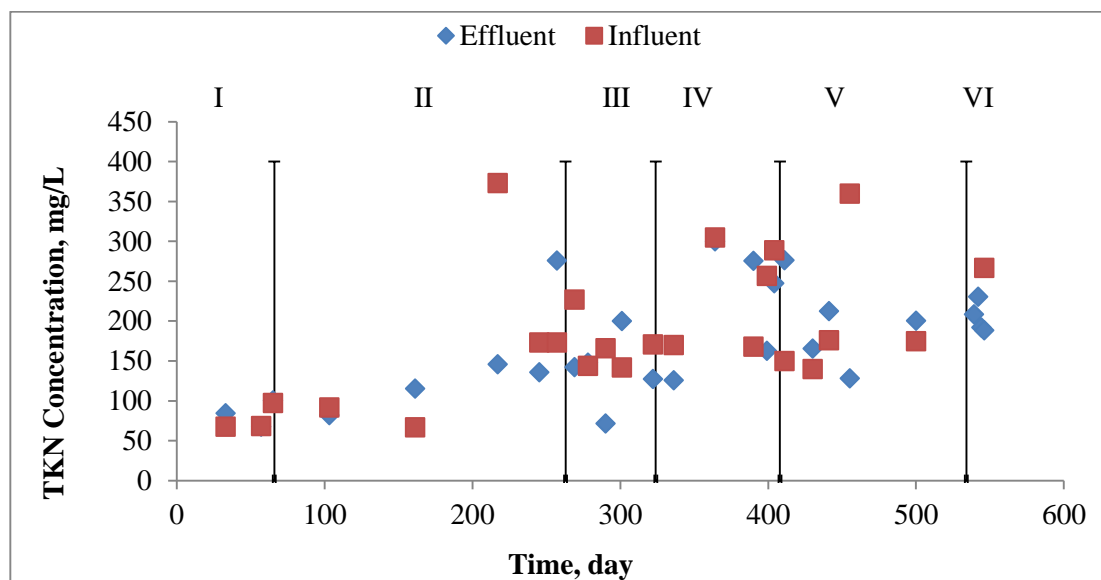 Effluent Influent
I II III IV V VI
450
400
350
300
250
200
150
100
50
0
TKN Concentration, mg/L
0 100 200 300 400 500 600
Time, day